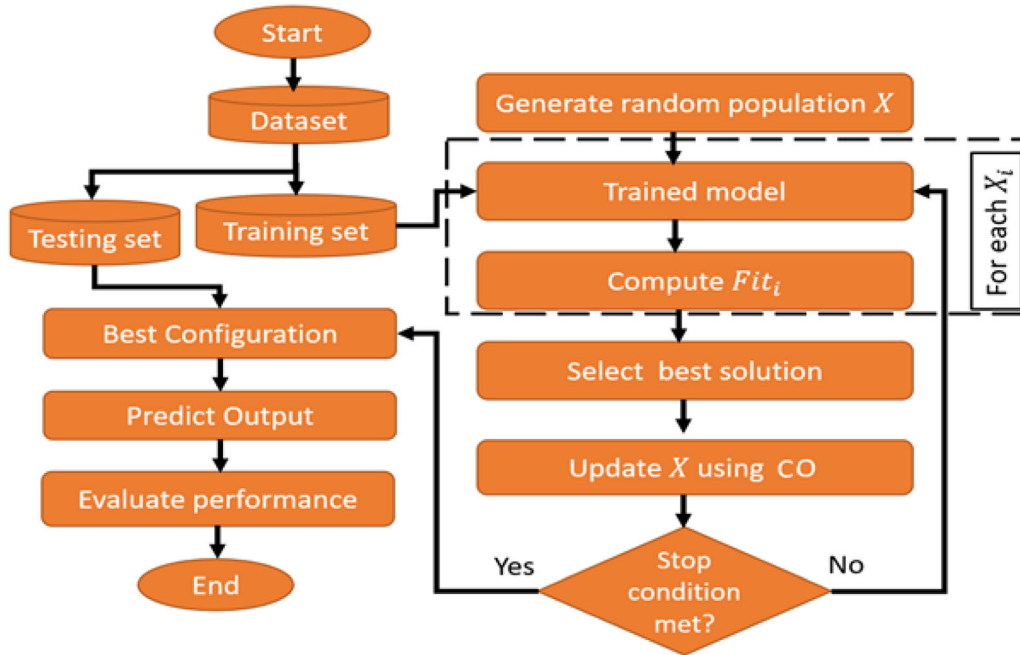 Start
Dataset
Testing set
Training set
Best Configuration
Predict Output
Evaluate performance
End
Generate random population X
Trained model
Compute Fitᵢ
For each Xᵢ
Select best solution
Update X using CO
Stop
condition
met?
Yes
No